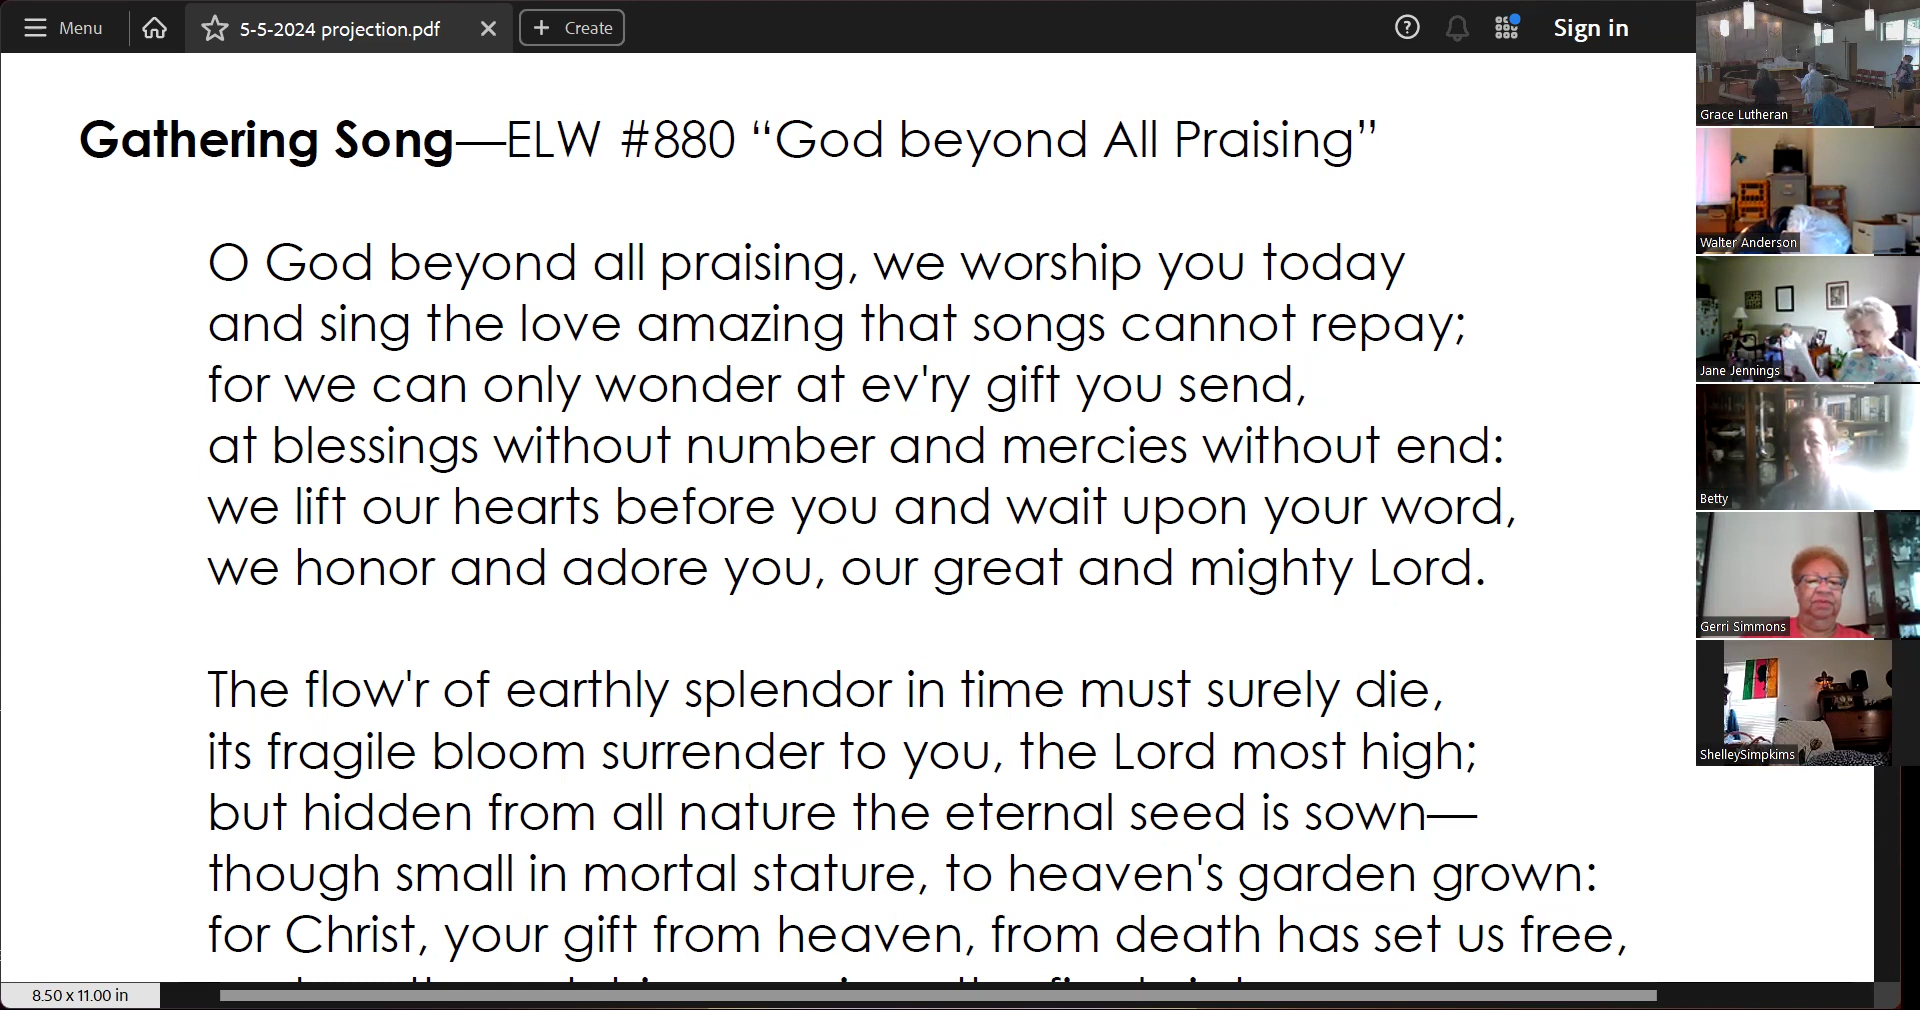 Menu
5-5-2024 projection.pdf
Create
Sign in
Gathering Song—ELW #880 “God beyond All Praising”
O God beyond all praising, we worship you today
and sing the love amazing that songs cannot repay;
for we can only wonder at ev'ry gift you send,
at blessings without number and mercies without end:
we lift our hearts before you and wait upon your word,
we honor and adore you, our great and mighty Lord.
The flow'r of earthly splendor in time must surely die,
its fragile bloom surrender to you, the Lord most high;
but hidden from all nature the eternal seed is sown—
though small in mortal stature, to heaven's garden grown:
for Christ, your gift from heaven, from death has set us free,
8.50 x 11.00 in
Grace Lutheran
Walter Anderson
Jane Jennings
Betty
Gerri Simmons
ShelleySimpkims